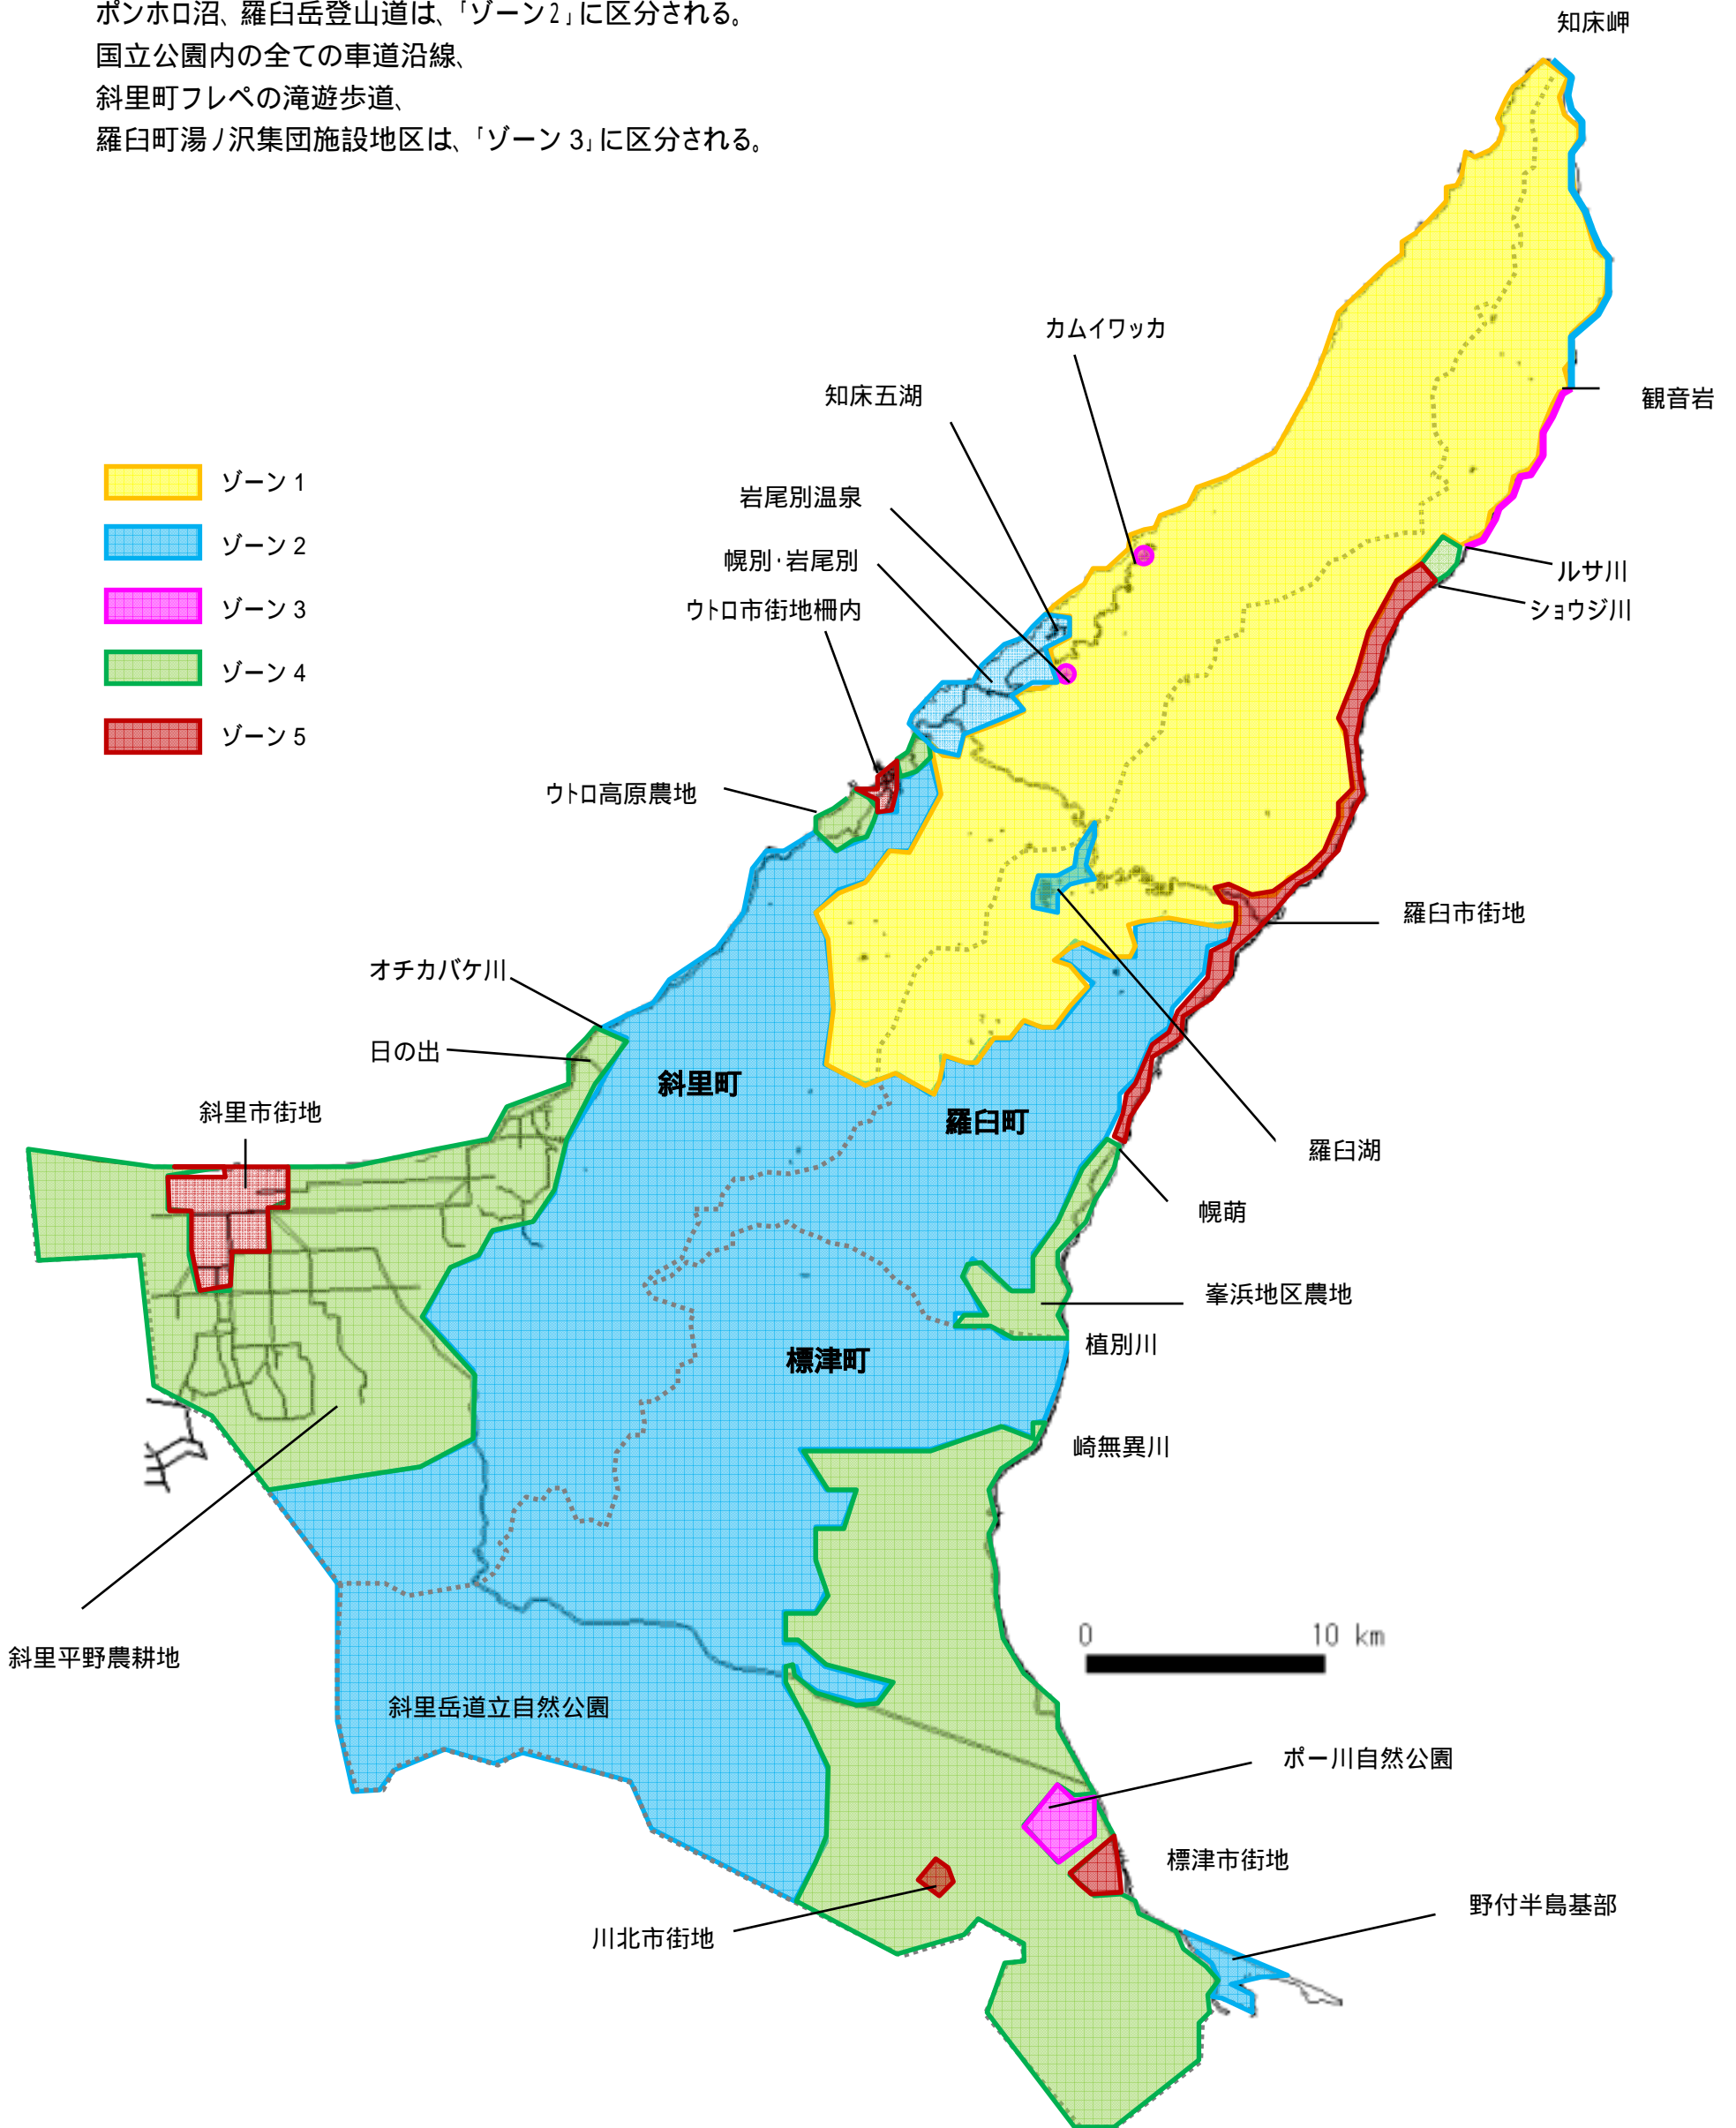 ポンホロ沼、羅臼岳登山道は、「ゾーン2」に区分される。
国立公園内の全ての車道沿線、
斜里町フレペの滝遊歩道、
羅臼町湯ノ沢集団施設地区は、「ゾーン3」に区分される。
知床岬
カムイワッカ
知床五湖
観音岩
ゾーン1
ゾーン2
ゾーン3
ゾーン4
ゾーン5
岩尾別温泉
幌別・岩尾別
ウトロ市街地柵内
ルサ川
ショウジ川
ウトロ高原農地
羅臼市街地
オチカバケ川
日の出
斜里町
羅臼町
斜里市街地
羅臼湖
幌萌
峯浜地区農地
植別川
標津町
崎無異川
0 10 km
斜里平野農耕地
斜里岳道立自然公園
ポー川自然公園
標津市街地
野付半島基部
川北市街地